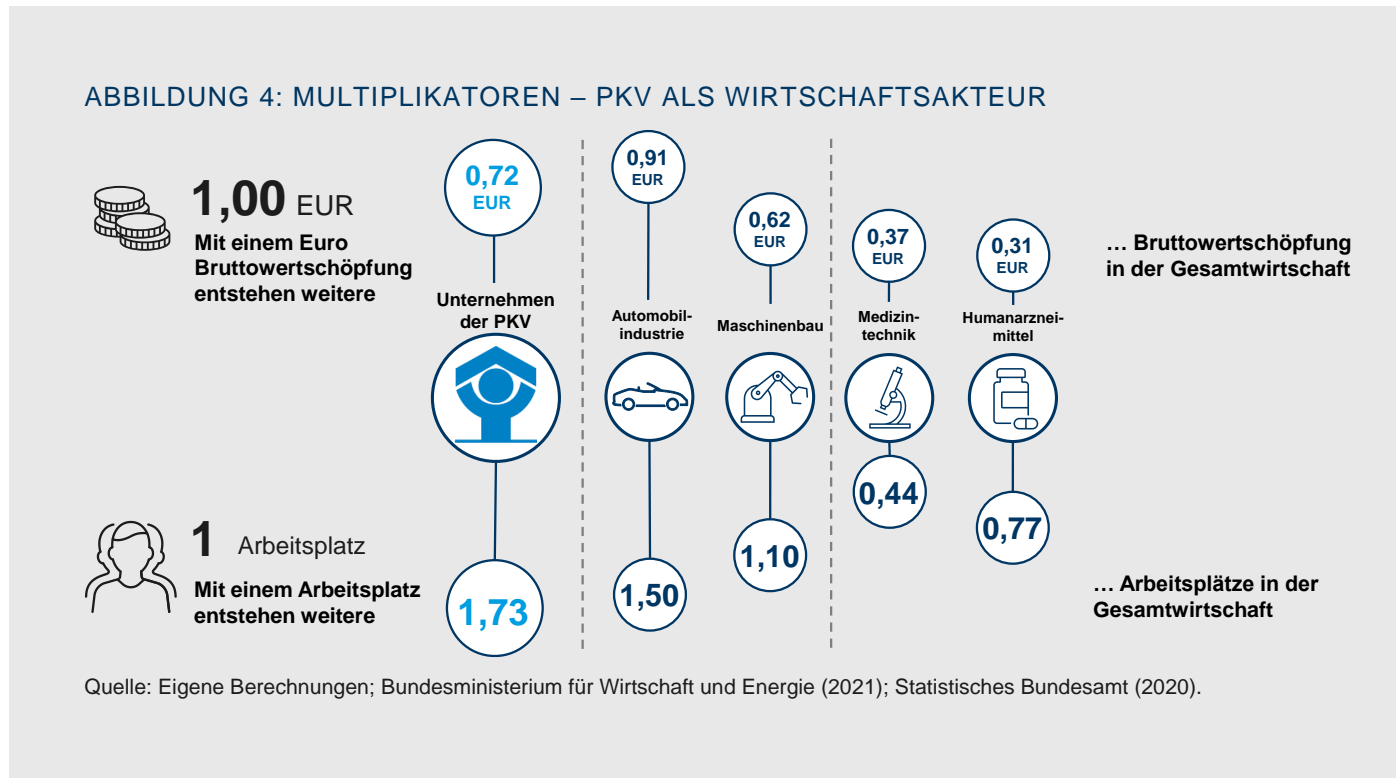 ABBILDUNG 4: MULTIPLIKATOREN – PKV ALS WIRTSCHAFTSAKTEUR
1,00 EUR
Mit einem Euro
Bruttowertschöpfung
entstehen weitere
0,72
EUR
Unternehmen
der PKV
0,91
EUR
Automobil-
industrie
0,62
EUR
Maschinenbau
0,37
EUR
Medizin-
technik
0,31
EUR
Humanarznei-
mittel
... Bruttowertschöpfung
in der Gesamtwirtschaft
1 Arbeitsplatz
Mit einem Arbeitsplatz
entstehen weitere
1,73
1,50
1,10
0,44
0,77
... Arbeitsplätze in der
Gesamtwirtschaft
Quelle: Eigene Berechnungen; Bundesministerium für Wirtschaft und Energie (2021); Statistisches Bundesamt (2020).